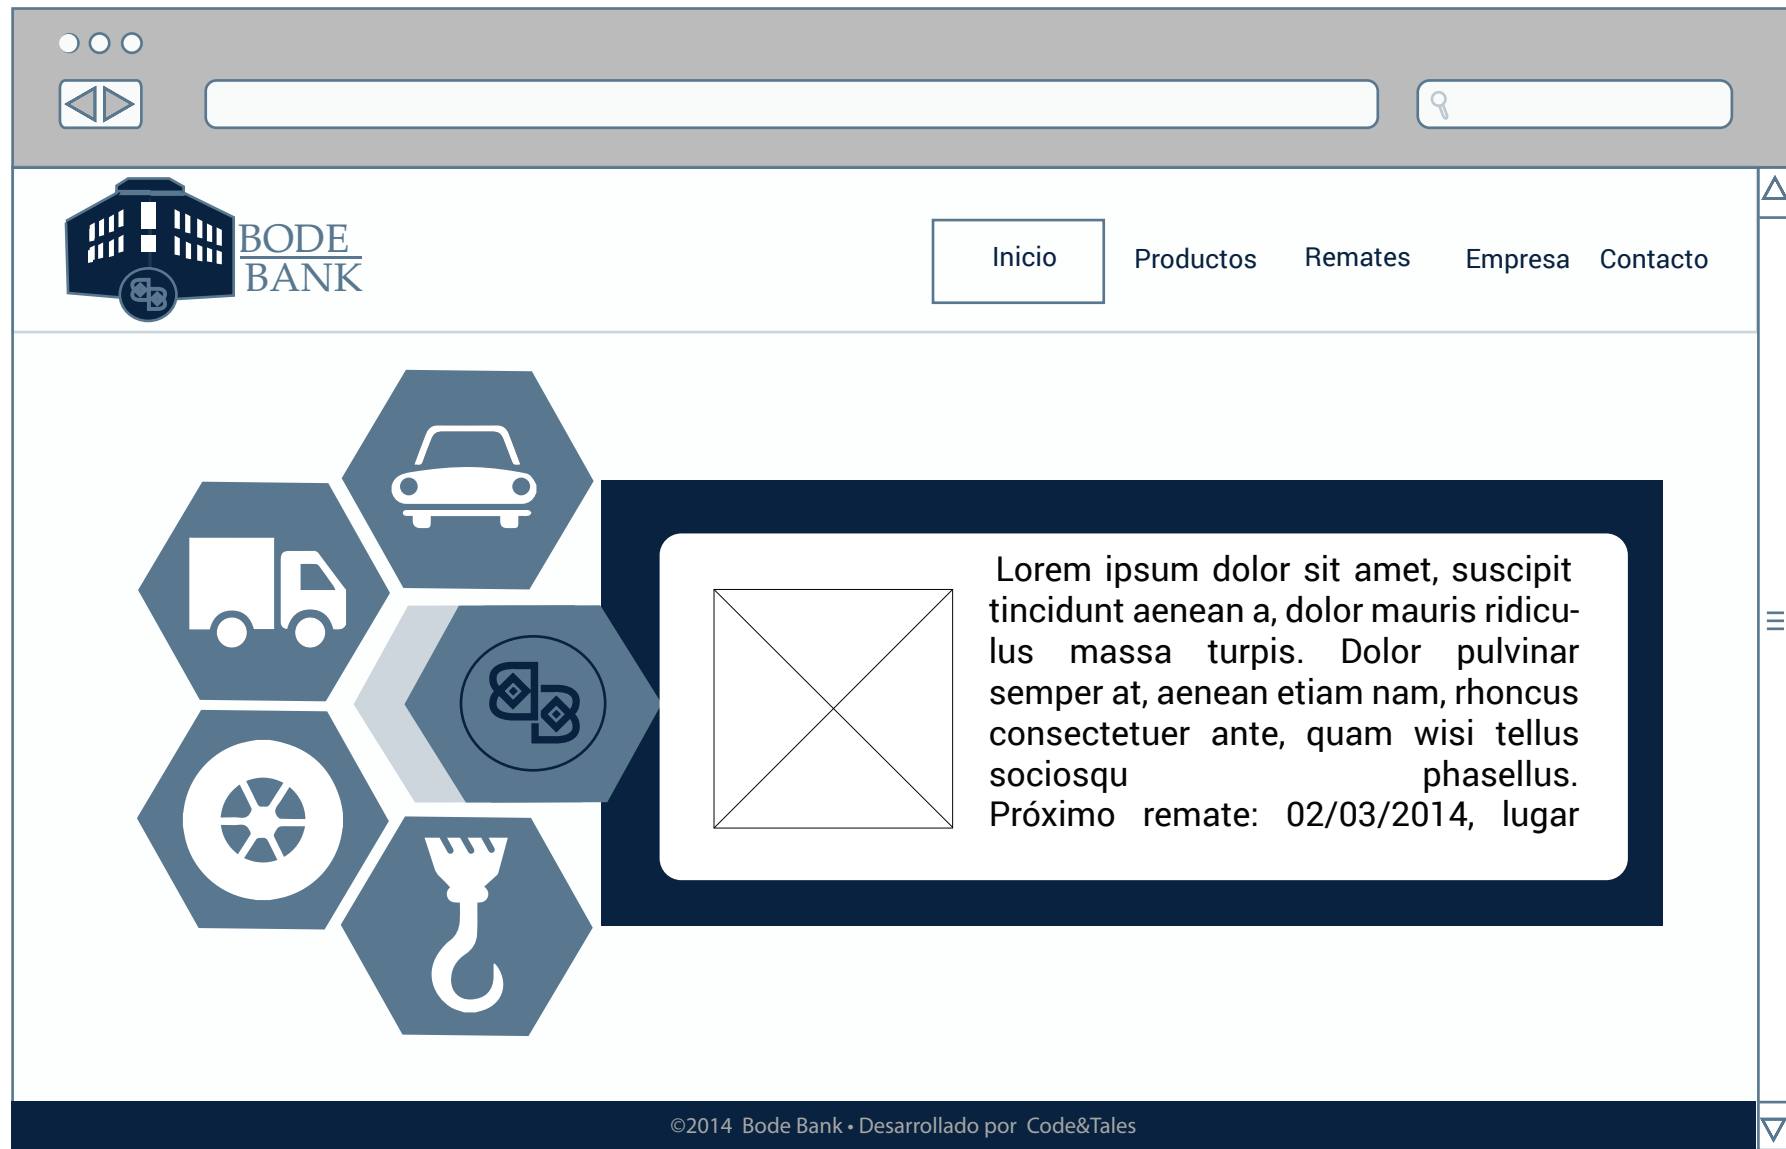 BODE
BANK
Inicio
Productos
Remates
Empresa
Contacto
Lorem ipsum dolor sit amet, suscipit
tincidunt aenean a, dolor mauris ridicu-
lus massa turpis. Dolor pulvinar
semper at, aenean etiam nam, rhoncus
consectetuer ante, quam wisi tellus
sociosqu phasellus.
Próximo remate: 02/03/2014, lugar
©2014 Bode Bank • Desarrollado por Code&Tales